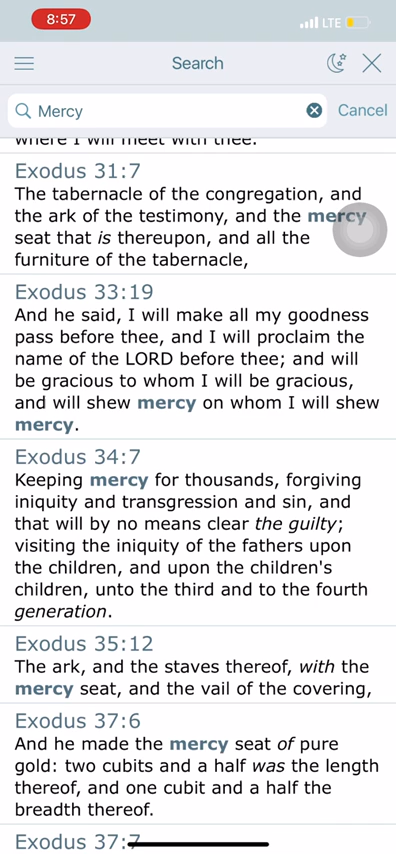 8:57
LTE
Search
Mercy
Cancel
where I will meet with thee.
Exodus 31:7
The tabernacle of the congregation, and
the ark of the testimony, and the mercy
seat that is thereupon, and all the
furniture of the tabernacle,
Exodus 33:19
And he said, I will make all my goodness
pass before thee, and I will proclaim the
name of the LORD before thee; and will
be gracious to whom I will be gracious,
and will shew mercy on whom I will shew
mercy.
Exodus 34:7
Keeping mercy for thousands, forgiving
iniquity and transgression and sin, and
that will by no means clear the guilty;
visiting the iniquity of the fathers upon
the children, and upon the children's
children, unto the third and to the fourth
generation.
Exodus 35:12
The ark, and the staves thereof, with the
mercy seat, and the vail of the covering,
Exodus 37:6
And he made the mercy seat of pure
gold: two cubits and a half was the length
thereof, and one cubit and a half the
breadth thereof.
Exodus 37:7